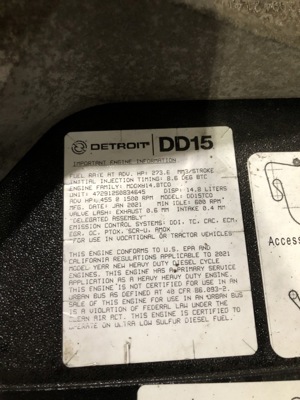 DETROIT DD15
IMPORTANT ENGINE INFORMATION
FUEL RATE AT ADV. HP: 273.6 MM3/STROKE
INITIAL INJECTION TIMING: 8.6 DEG BTC
ENGINE FAMILY: MDDXH14.8TCD
UNIT: 472912S0834645 DISP: 14.8 LITERS
ADV HP: 455 @ 1500 RPM MODEL: DD15TCO
MFG. DATE: JAN 2021 MIN IDLE: 600 RPM
VALVE LASH: EXHAUST 0.6 MM INTAKE 0.4 MM
"DELEGATED ASSEMBLY"
EMISSION CONTROL SYSTEMS: DDI, TC, CAC, ECM,
EGR, OC, PTOX, SCR-U, AMOX
FOR USE IN VOCATIONAL OR TRACTOR VEHICLES
THIS ENGINE CONFORMS TO U.S. EPA AND
CALIFORNIA REGULATIONS APPLICABLE TO 2021
MODEL YEAR NEW HEAVY DUTY DIESEL CYCLE
ENGINES. THIS ENGINE HAS A PRIMARY SERVICE
APPLICATION AS A HEAVY HEAVY DUTY ENGINE.
THIS ENGINE IS NOT CERTIFIED FOR USE IN AN
URBAN BUS AS DEFINED AT 40 CFR 86.093-2.
SALE OF THIS ENGINE FOR USE IN AN URBAN BUS
IS A VIOLATION OF FEDERAL LAW UNDER THE
CLEAN AIR ACT. THIS ENGINE IS CERTIFIED TO
OPERATE ON ULTRA LOW SULFUR DIESEL FUEL.
Access